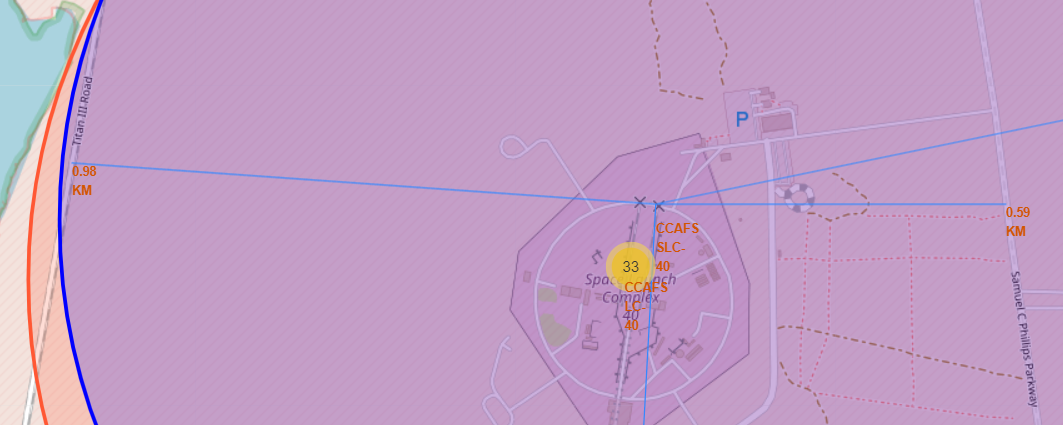 Titan III Road
0.98
KM
P
CCAFS
SLC-
40
33
Space Launch
Complex
40
CCAFS
LC-
40
0.59
KM
Samuel C Phillips Parkway